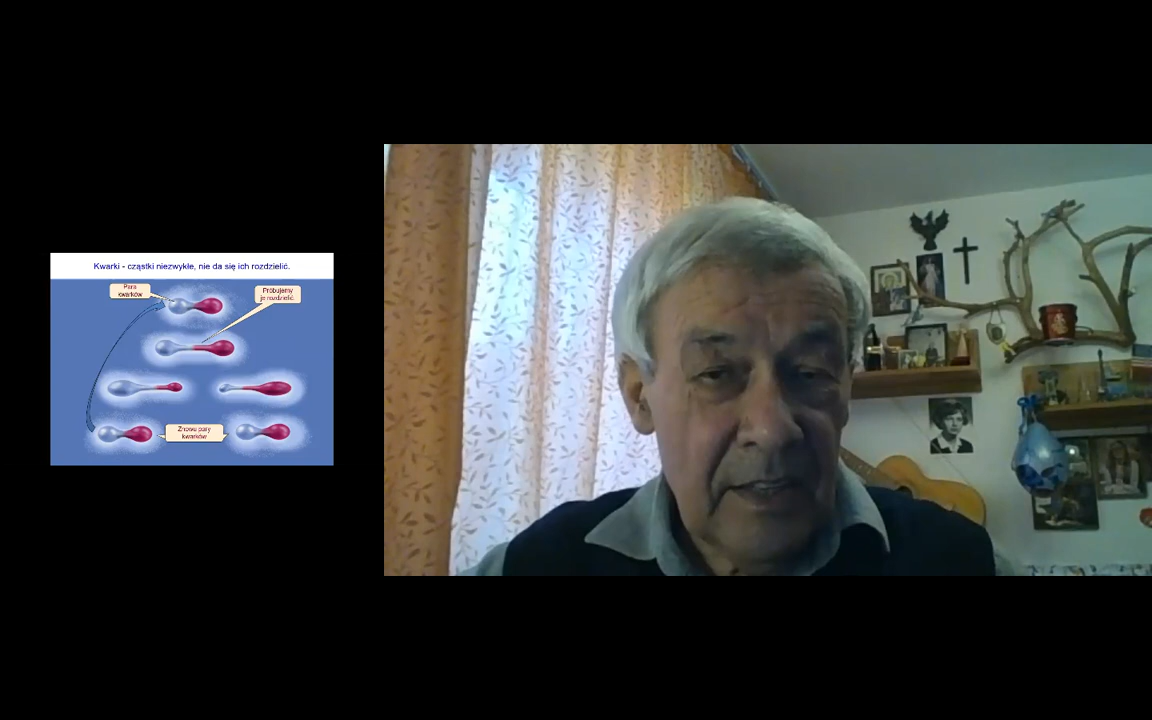 Kwarki - cząstki niezwykłe, nie da się ich rozdzielić.
Para
kwarków
Próbujemy
je rozdzielić.
Znowu pary
kwarków